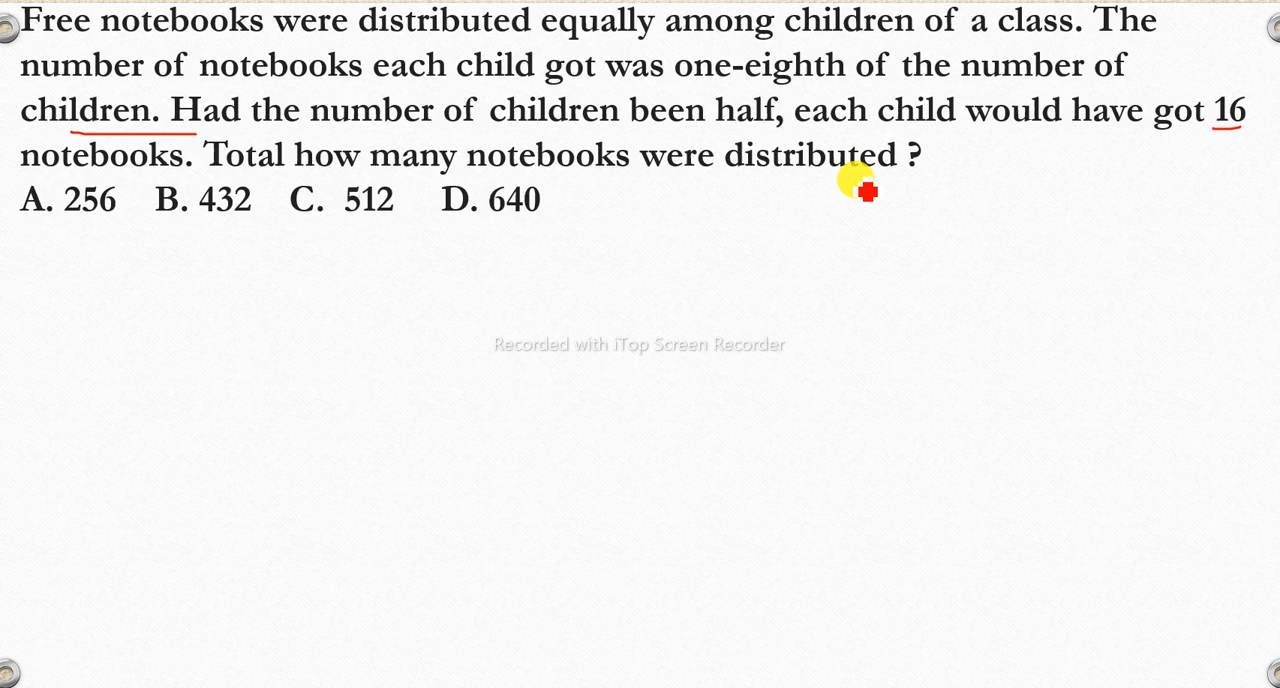 Free notebooks were distributed equally among children of a class. The
number of notebooks each child got was one-eighth of the number of
children. Had the number of children been half, each child would have got 16
notebooks. Total how many notebooks were distributed ?
A. 256 B. 432 C. 512 D. 640
Recorded with iTop Screen Recorder